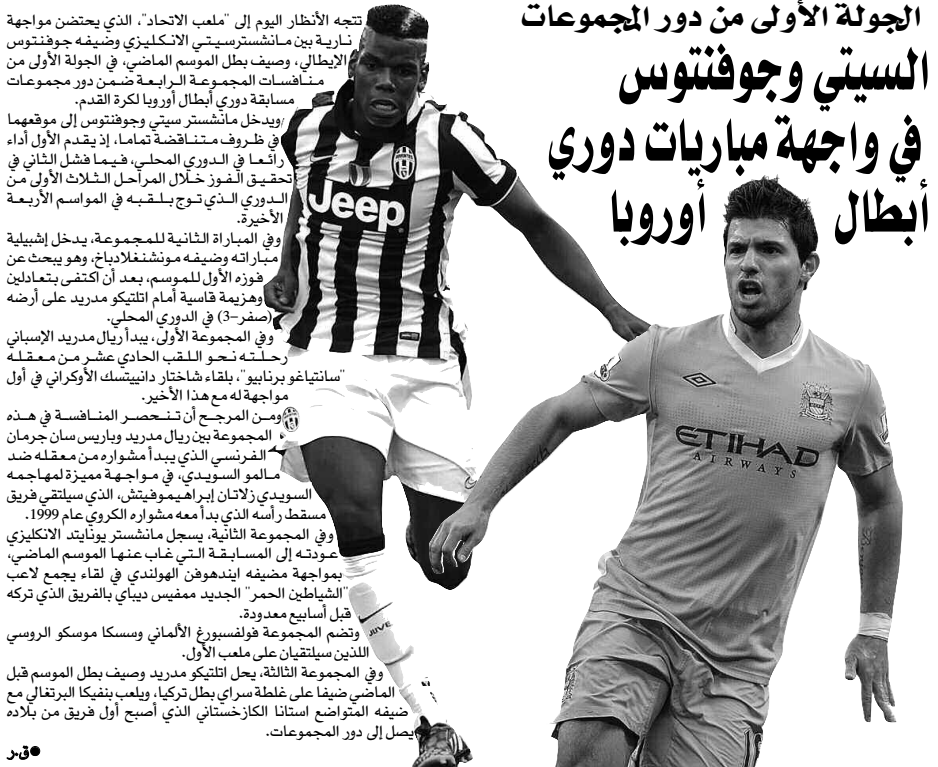 الجولة الأولى من دور المجموعات
السيتي وجوفنتوس
في واجهة مباريات دوري
أبطال أوروبا
تتجه الأنظار اليوم إلى "ملعب الاتحاد"، الذي يحتضن مواجهة
نارية بين مانشسترسيتي الانكليزي وضيفه جوفنتوس
الإيطالي، وصيف بطل الموسم الماضي، في الجولة الأولى من
منافسات المجموعة الرابعة ضمن دور مجموعات
مسابقة دوري أبطال أوروبا لكرة القدم.
ويدخل مانشستر سيتي وجوفنتوس إلى موقعهما
في ظروف متناقضة تماما، إذ يقدم الأول أداء
رائعا في الدوري المحلي، فيما فشل الثاني في
تحقيق الفوز خلال المراحل الثلاث الأولى من
الدوري الذي توج بلقبه في المواسم الأربعة
الأخيرة.
وفي المباراة الثانية للمجموعة، يدخل إشبيلية
مباراته وضيفه مونشنغلادباخ، وهو يبحث عن
فوزه الأول للموسم، بعد أن اكتفى بتعادلين
وهزيمة قاسية أمام اتلتيكو مدريد على أرضه
(صفر-3) في الدوري المحلي.
وفي المجموعة الأولى، يبدأ ريال مدريد الإسباني
رحلته نحو اللقب الحادي عشر من معقله
"سانتياغو برنابيو"، بلقاء شاختار دانييتسك الأوكراني في أول
مواجهة له مع هذا الأخير.
ومن المرجح أن تنحصر المنافسة في هذه
المجموعة بين ريال مدريد وباريس سان جرمان
الفرنسي الذي يبدأ مشواره من معقله ضد
مالمو السويدي، في مواجهة مميزة لمهاجمه
السويدي زلاتان إبراهيموفيتش، الذي سيلتقي فريق
مسقط رأسه الذي بدأ معه مشواره الكروي عام 1999.
وفي المجموعة الثانية، يسجل مانشستر يونايتد الانكليزي
عودته إلى المسابقة التي غاب عنها الموسم الماضي،
بمواجهة مضيفه ايندهوفن الهولندي في لقاء يجمع لاعب
"الشياطين الحمر" الجديد ممفيس ديباي بالفريق الذي تركه
قبل أسابيع معدودة.
وتضم المجموعة فولفسبورغ الألماني وسسكا موسكو الروسي
اللذين سيلتقيان على ملعب الأول.
وفي المجموعة الثالثة، يحل اتلتيكو مدريد وصيف بطل الموسم قبل
الماضي ضيفا على غلطة سراي بطل تركيا، ويلعب بنفيكا البرتغالي مع
ضيفه المتواضع استانا الكازخستاني الذي أصبح أول فريق من بلاده
يصل إلى دور المجموعات.
●ق.ر
Jeep
ETIHAD
AIRWAYS
JUVE